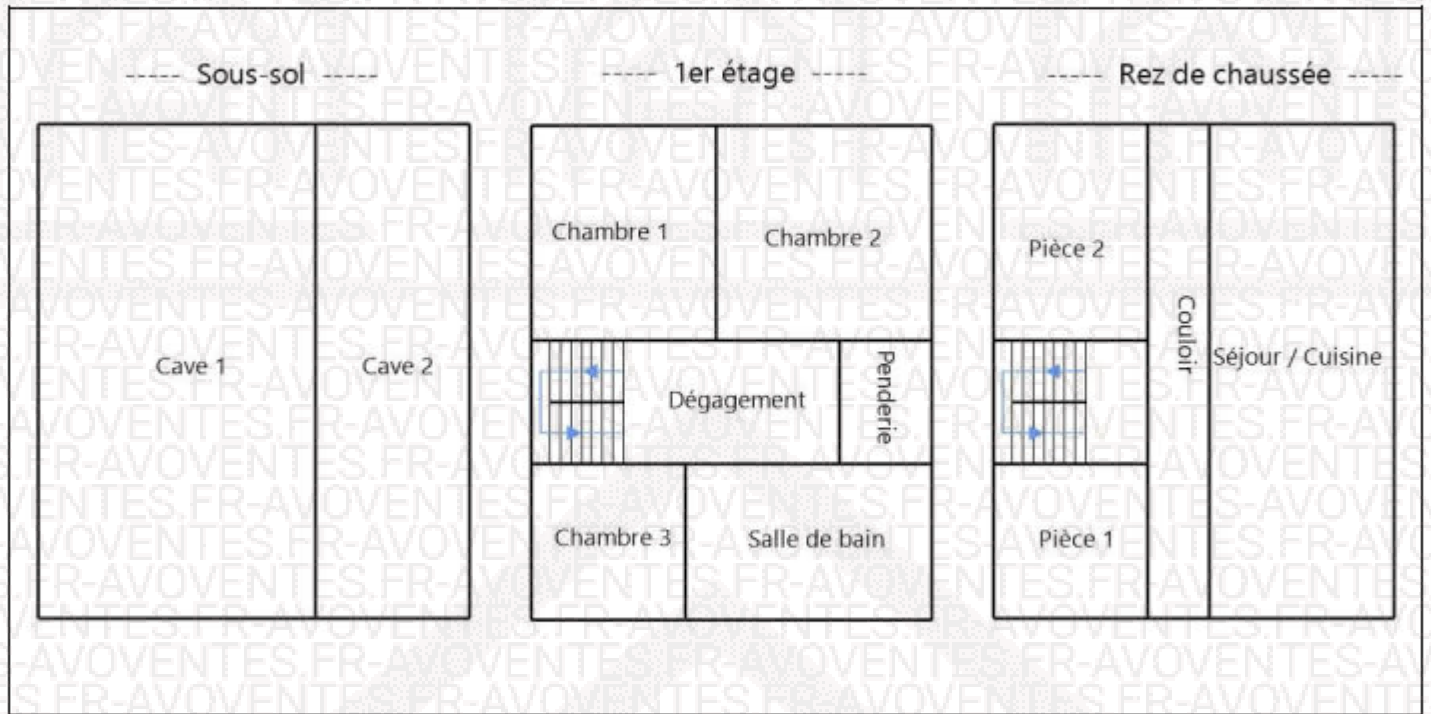 ----- Sous-sol -----
Cave 1
Cave 2
----- 1er étage -----
Chambre 1
Chambre 2
Dégagement
Penderie
Chambre 3
Salle de bain
----- Rez de chaussée -----
Pièce 2
Couloir
Séjour / Cuisine
Pièce 1